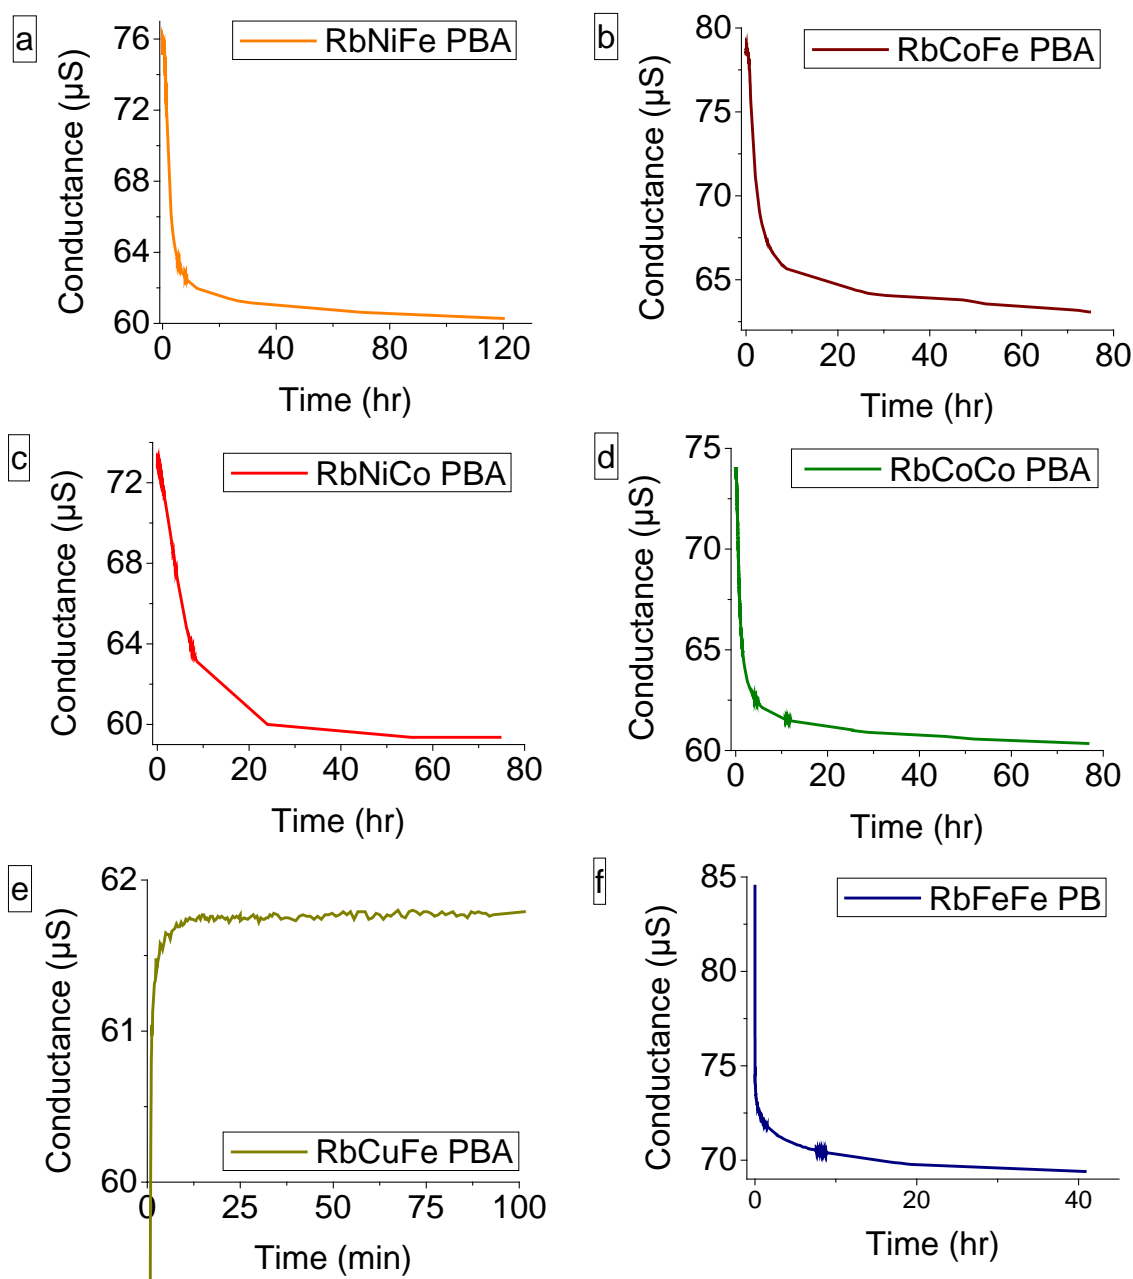 a
RbNiFe PBA
Conductance (µS)
76
72
68
64
60
0 40 80 120
Time (hr)
b
RbCoFe PBA
Conductance (µS)
80
75
70
65
0 20 40 60 80
Time (hr)
c
RbNiCo PBA
Conductance (µS)
72
68
64
60
0 20 40 60 80
Time (hr)
d
RbCoCo PBA
Conductance (µS)
75
70
65
60
0 20 40 60 80
Time (hr)
e
RbCuFe PBA
Conductance (µS)
62
61
60
0 25 50 75 100
Time (min)
f
RbFeFe PB
Conductance (µS)
85
80
75
70
0 20 40
Time (hr)